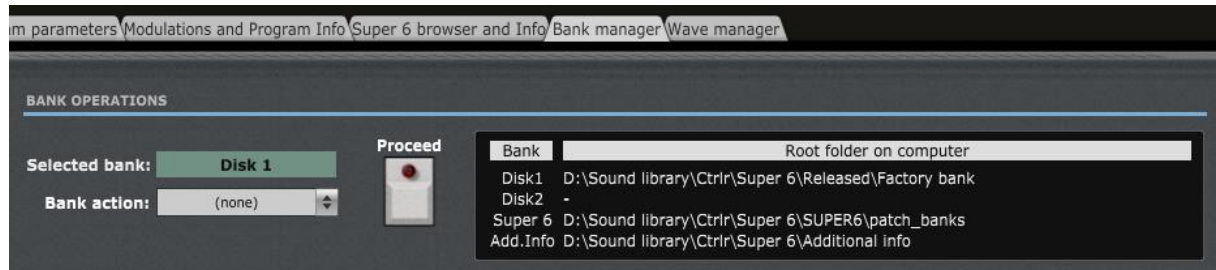 m parameters Modulations and Program Info Super 6 browser and Info Bank manager Wave manager
BANK OPERATIONS
Selected bank: Disk 1
Bank action: (none)
Proceed
Bank Root folder on computer
Disk1 D:\Sound library\Ctrlr\Super 6\Released\Factory bank
Disk2 -
Super 6 D:\Sound library\Ctrlr\Super 6\SUPER6\patch_banks
Add.Info D:\Sound library\Ctrlr\Super 6\Additional info